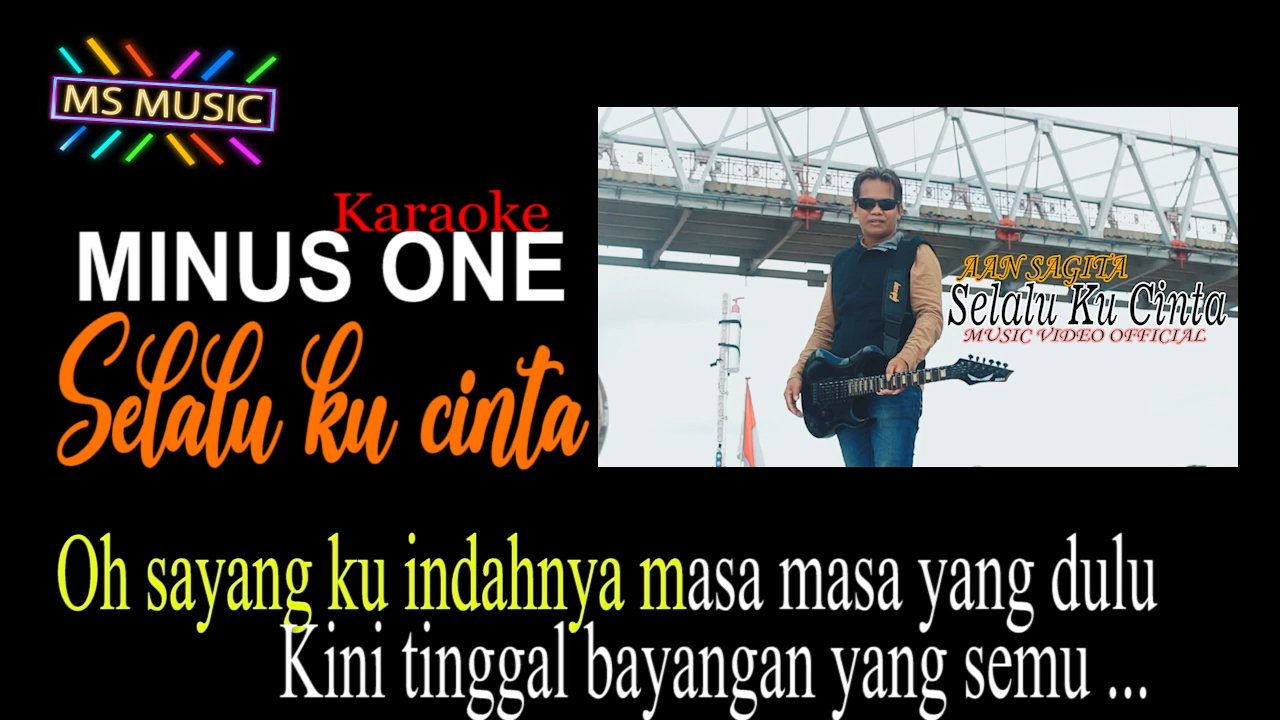 MS MUSIC
Karaoke
MINUS ONE
Selalu ku cinta
AAN SAGITA
Selalu Ku Cinta
MUSIC VIDEO OFFICIAL
Oh sayang ku indahnya masa masa yang dulu
Kini tinggal bayangan yang semu ...